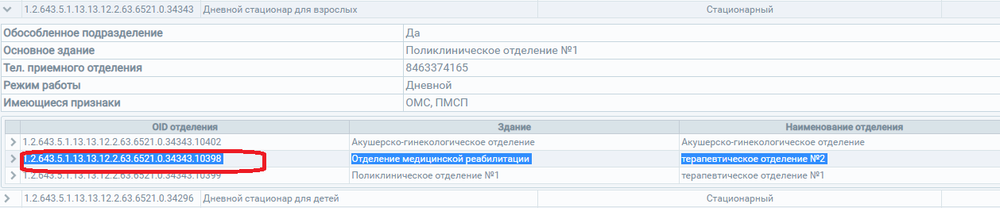 1.2.643.5.1.13.13.12.2.63.6521.0.34343 Дневной стационар для взрослых Стационарный
Обособленное подразделение Да
Основное здание Поликлиническое отделение №1
Тел. приемного отделения 8463374165
Режим работы Дневной
Имеющиеся признаки ОМС, ПМСП
OID отделения Здание Наименование отделения
1.2.643.5.1.13.13.12.2.63.6521.0.34343.10402 Акушерско-гинекологическое отделение Акушерско-гинекологическое отделение
1.2.643.5.1.13.13.12.2.63.6521.0.34343.10398 Отделение медицинской реабилитации терапевтическое отделение №2
1.2.643.5.1.13.13.12.2.63.6521.0.34343.10399 Поликлиническое отделение №1 терапевтическое отделение №1
1.2.643.5.1.13.13.12.2.63.6521.0.34296 Дневной стационар для детей Стационарный